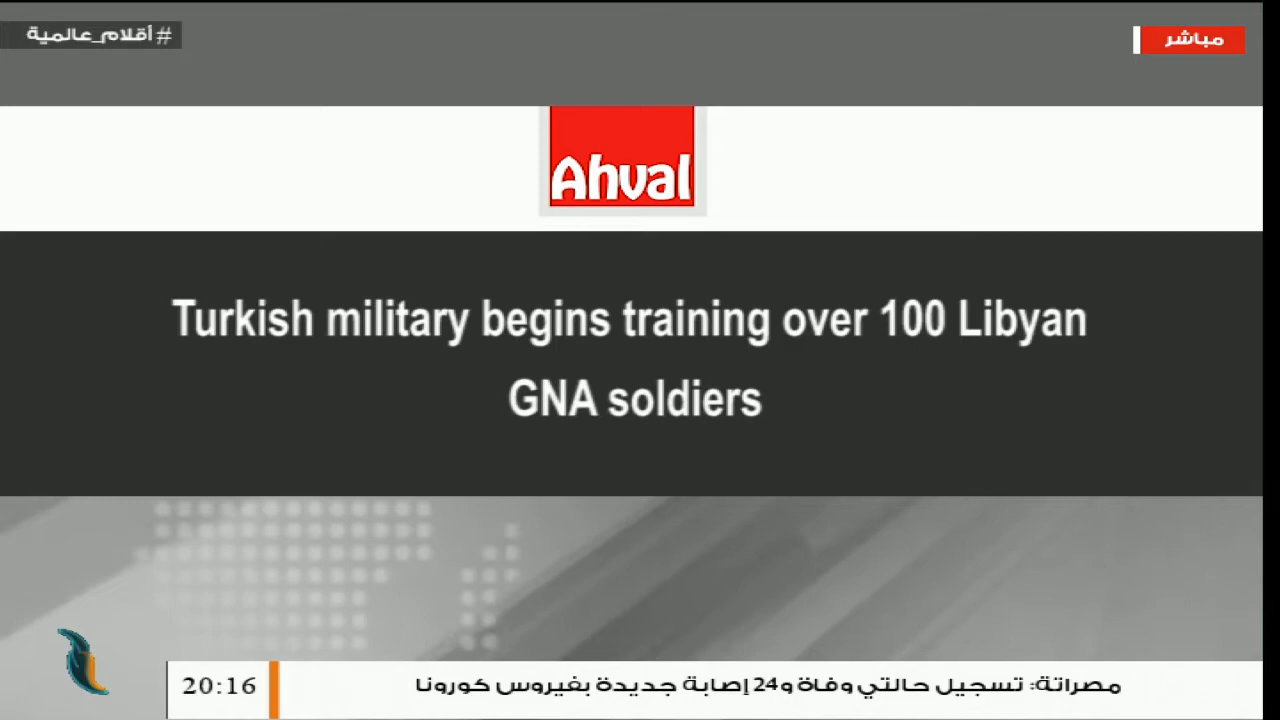 #أقلام_عالمية
مباشر
Ahval
Turkish military begins training over 100 Libyan
GNA soldiers
20:16
مصراتة: تسجيل حالتي وفاة و24 إصابة جديدة بفيروس كورونا